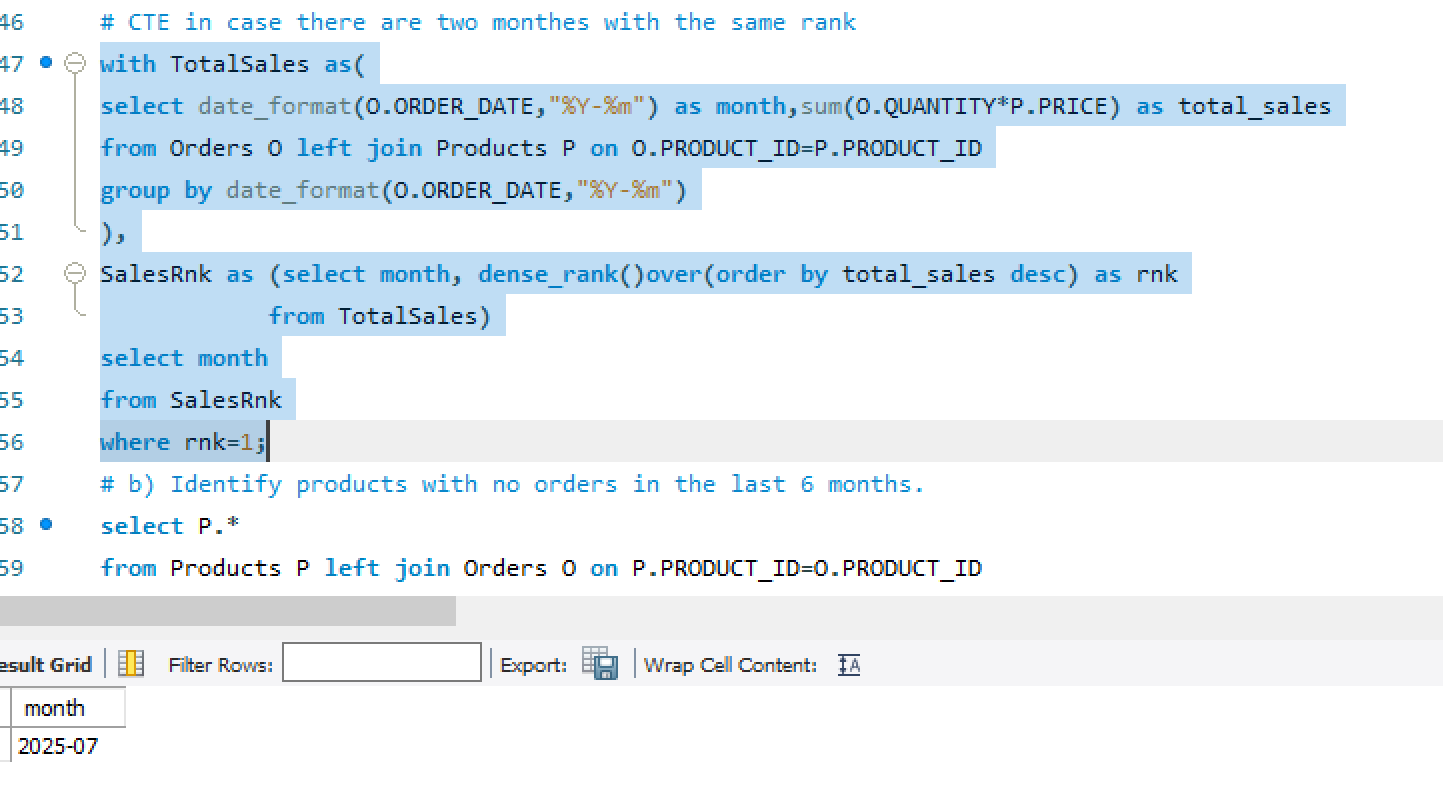 46 # CTE in case there are two monthes with the same rank
47 with TotalSales as(
48 select date_format(O.ORDER_DATE,"%Y-%m") as month,sum(O.QUANTITY*P.PRICE) as total_sales
49 from Orders O left join Products P on O.PRODUCT_ID=P.PRODUCT_ID
50 group by date_format(O.ORDER_DATE,"%Y-%m")
51 ),
52 SalesRnk as (select month, dense_rank()over(order by total_sales desc) as rnk
53 from TotalSales)
54 select month
55 from SalesRnk
56 where rnk=1;
57 # b) Identify products with no orders in the last 6 months.
58 select P.*
59 from Products P left join Orders O on P.PRODUCT_ID=O.PRODUCT_ID
esult Grid Filter Rows: Export: Wrap Cell Content: IA
month
2025-07